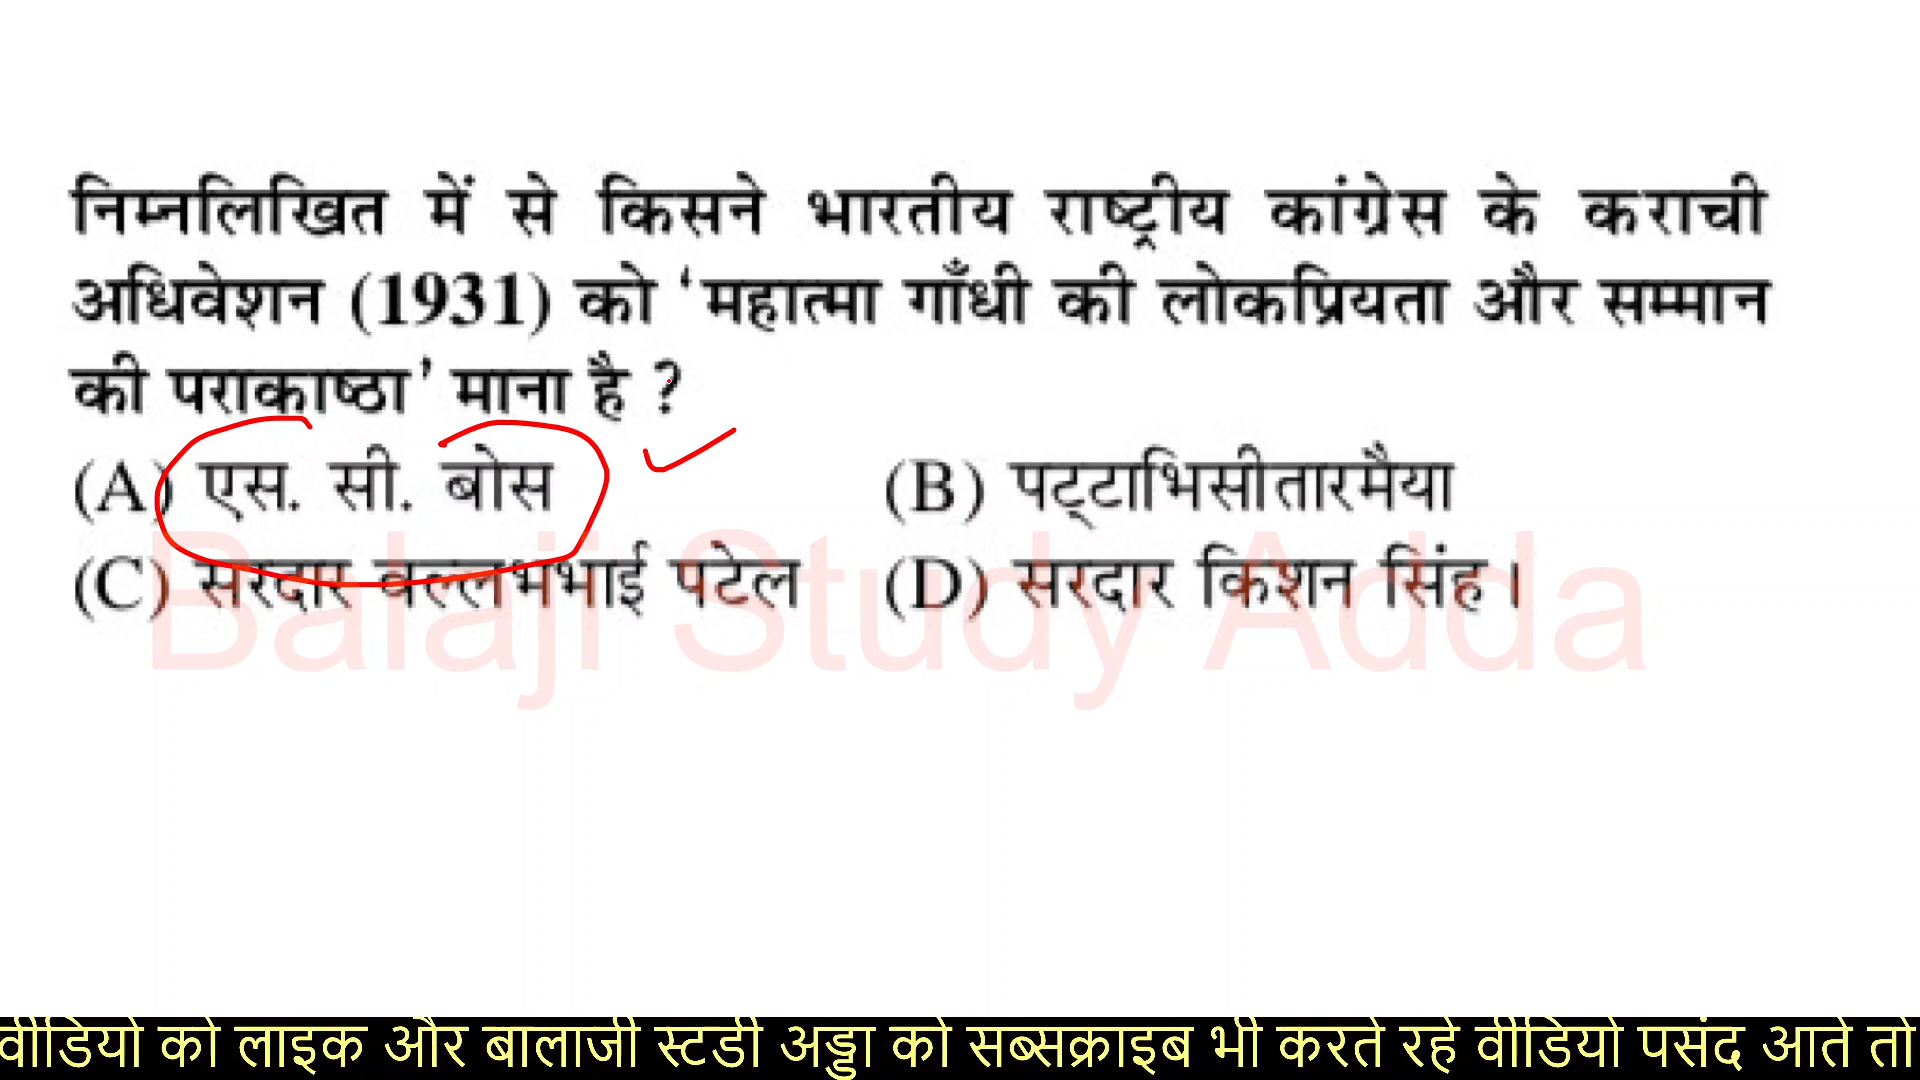 निम्नलिखित में से किसने भारतीय राष्ट्रीय कांग्रेस के कराची
अधिवेशन (1931) को ‘महात्मा गाँधी की लोकप्रियता और सम्मान
की पराकाष्ठा’ माना है ?
(A) एस. सी. बोस (B) पट्टाभिसीतारमैया
(C) सरदार वल्लभभाई पटेल (D) सरदार किशन सिंह।
Balaji Study Adda
वीडियो को लाइक और बालाजी स्टडी अड्डा को सब्सक्राइब भी करते रहे वीडियो पसंद आते तो